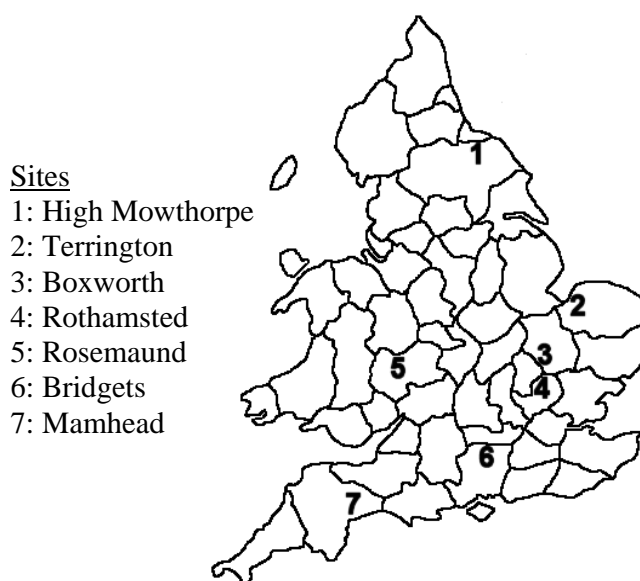 Sites
1: High Mowthorpe
2: Terrington
3: Boxworth
4: Rothamsted
5: Rosemaund
6: Bridgets
7: Mamhead
1
2
3
5
4
6
7